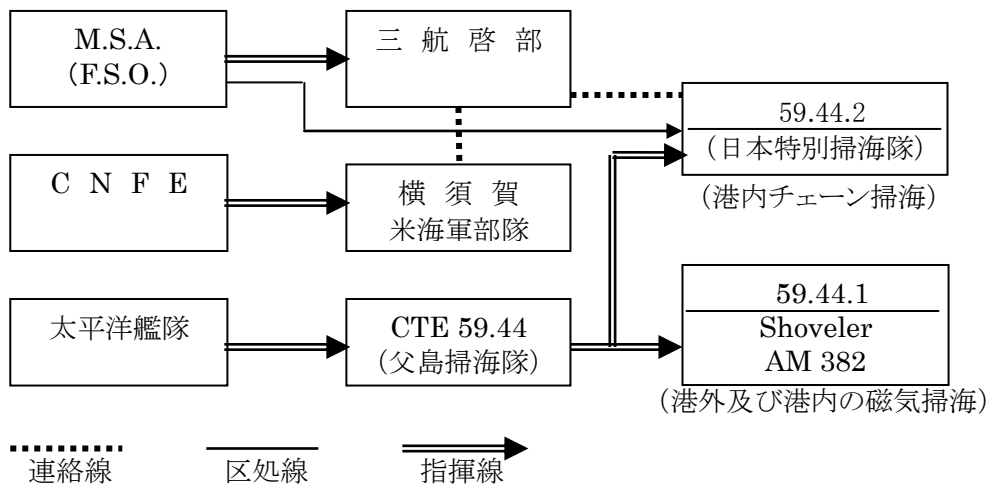 M.S.A.
(F.S.O.)
三 航 啓 部
59.44.2
(日本特別掃海隊)
(港内チェーン掃海)
C N F E
横 須 賀
米海軍部隊
太平洋艦隊
CTE 59.44
(父島掃海隊)
59.44.1
Shoveler
AM 382
(港外及び港内の磁気掃海)
連絡線
区処線
指揮線